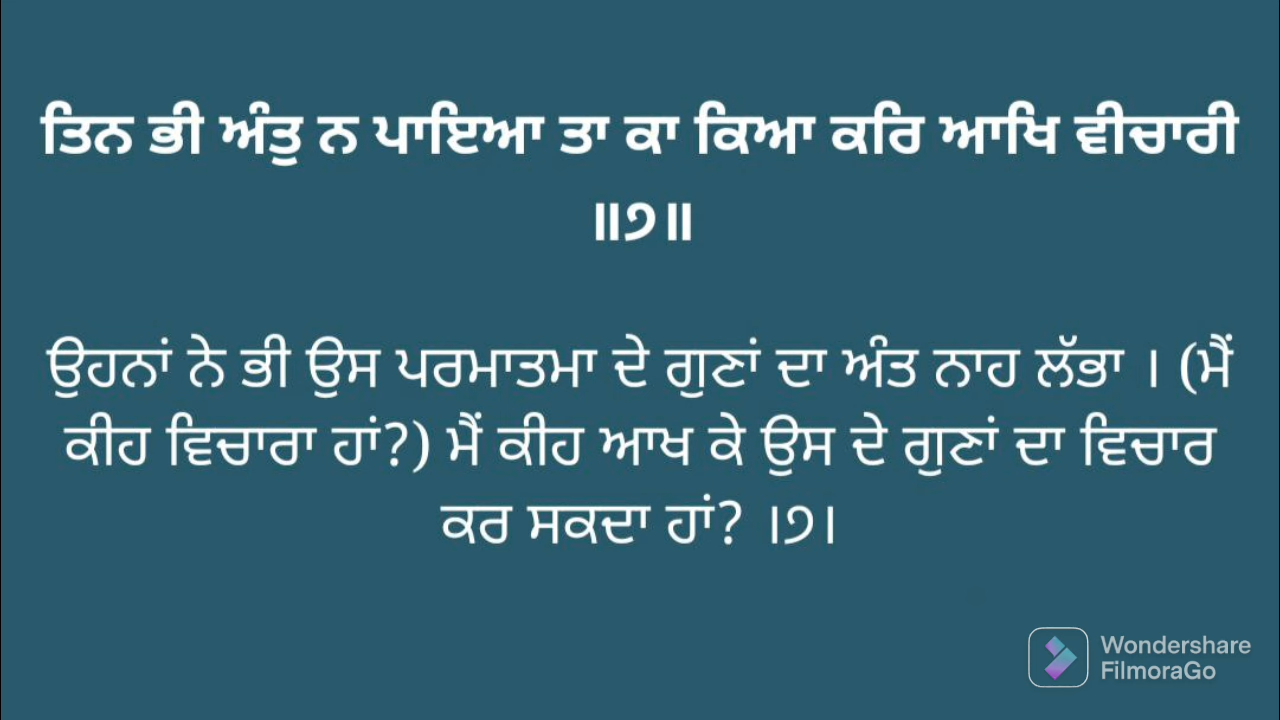 ਤਿਨ ਭੀ ਅੰਤੁ ਨ ਪਾਇਆ ਤਾ ਕਾ ਕਿਆ ਕਰਿ ਆਖਿ ਵੀਚਾਰੀ
॥੭॥
ਉਹਨਾਂ ਨੇ ਭੀ ਉਸ ਪਰਮਾਤਮਾ ਦੇ ਗੁਣਾਂ ਦਾ ਅੰਤ ਨਾਹ ਲੱਭਾ । (ਮੈਂ
ਕੀਹ ਵਿਚਾਰਾ ਹਾਂ?) ਮੈਂ ਕੀਹ ਆਖ ਕੇ ਉਸ ਦੇ ਗੁਣਾਂ ਦਾ ਵਿਚਾਰ
ਕਰ ਸਕਦਾ ਹਾਂ? ।੭।
Wondershare
FilmoraGo